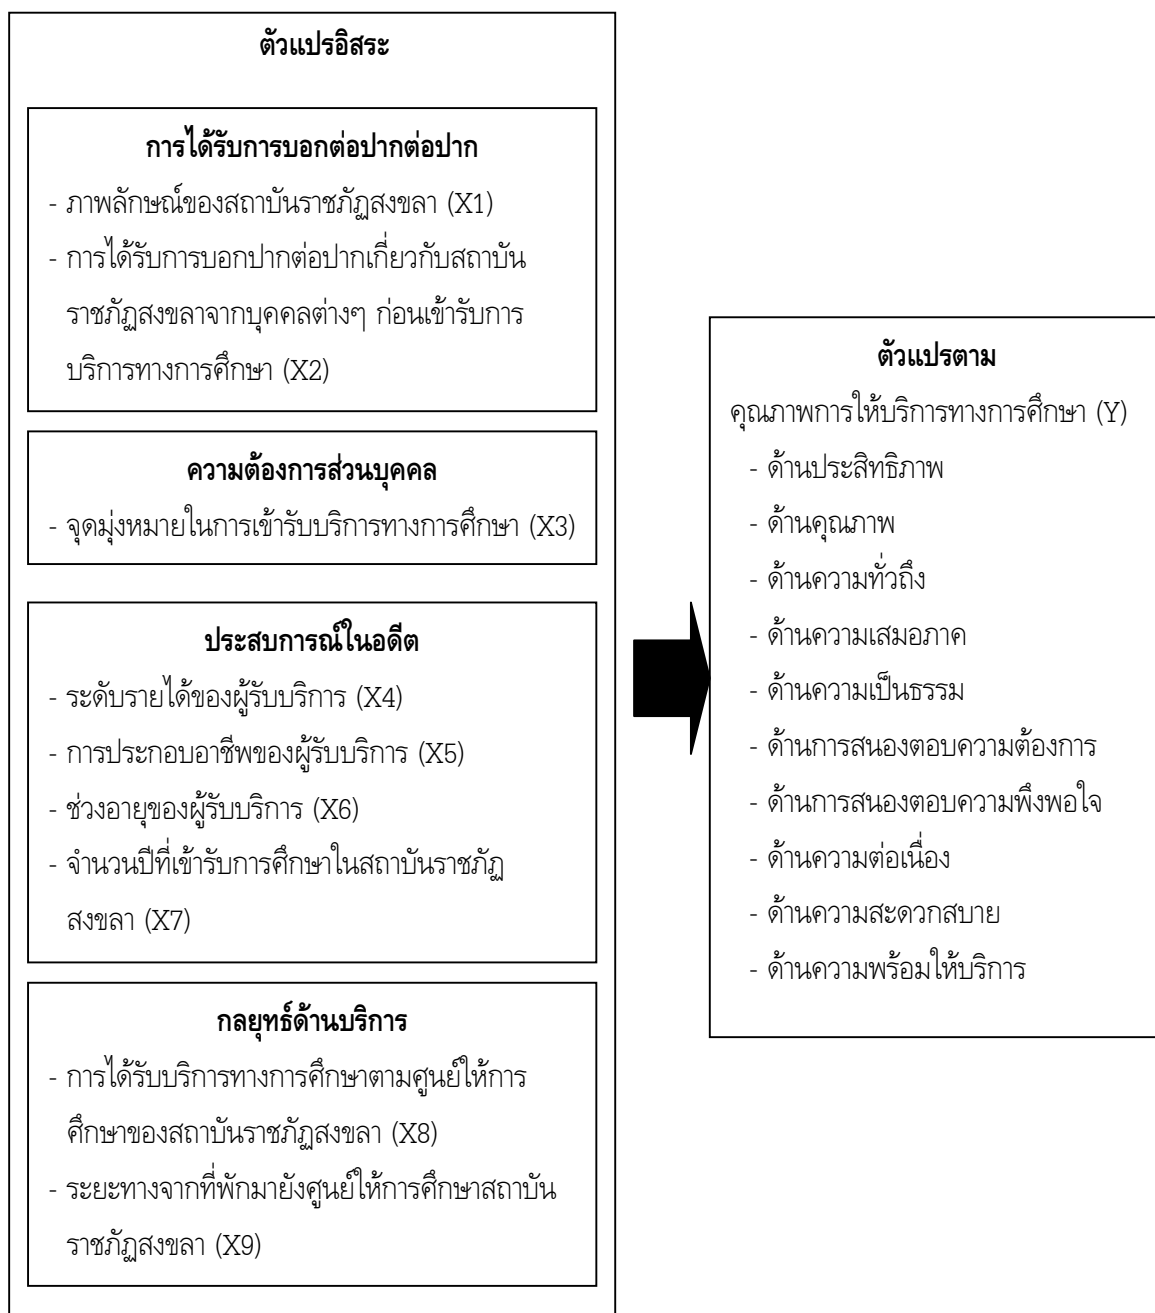 ตัวแปรอิสระ
การได้รับการบอกต่อปากต่อปาก
- ภาพลักษณ์ของสถาบันราชภัฏสงขลา (X1)
- การได้รับการบอกปากต่อปากเกี่ยวกับสถาบัน
ราชภัฏสงขลาจากบุคคลต่างๆ ก่อนเข้ารับการ
บริการทางการศึกษา (X2)
ความต้องการส่วนบุคคล
- จุดมุ่งหมายในการเข้ารับบริการทางการศึกษา (X3)
ประสบการณ์ในอดีต
- ระดับรายได้ของผู้รับบริการ (X4)
- การประกอบอาชีพของผู้รับบริการ (X5)
- ช่วงอายุของผู้รับบริการ (X6)
- จำนวนปีที่เข้ารับการศึกษาในสถาบันราชภัฏ
สงขลา (X7)
กลยุทธ์ด้านบริการ
- การได้รับบริการทางการศึกษาตามศูนย์ให้การ
ศึกษาของสถาบันราชภัฏสงขลา (X8)
- ระยะทางจากที่พักมายังศูนย์ให้การศึกษาสถาบัน
ราชภัฏสงขลา (X9)
ตัวแปรตาม
คุณภาพการให้บริการทางการศึกษา (Y)
- ด้านประสิทธิภาพ
- ด้านคุณภาพ
- ด้านความทั่วถึง
- ด้านความเสมอภาค
- ด้านความเป็นธรรม
- ด้านการสนองตอบความต้องการ
- ด้านการสนองตอบความพึงพอใจ
- ด้านความต่อเนื่อง
- ด้านความสะดวกสบาย
- ด้านความพร้อมให้บริการ